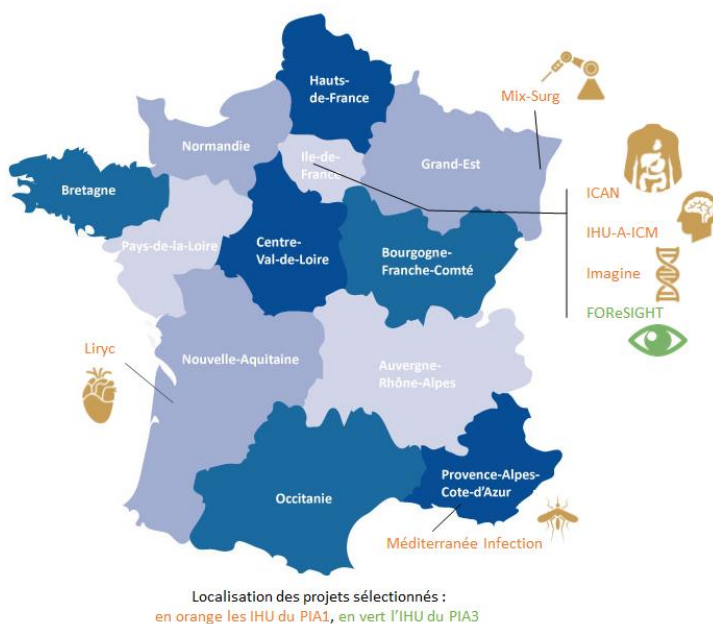 Hauts-
de-France
Mix-Surg
Normandie
Ile-de-
France
Grand-Est
Bretagne
ICAN
IHU-A-ICM
Pays-de-la-Loire
Centre-
Val-de-Loire
Bourgogne-
Franche-Comté
Imagine
FOReSIGHT
Liryc
Nouvelle-Aquitaine
Auvergne-
Rhône-Alpes
Provence-Alpes-
Cote-d'Azur
Occitanie
Méditerranée Infection
Localisation des projets sélectionnés :
en orange les IHU du PIA1, en vert l'IHU du PIA3